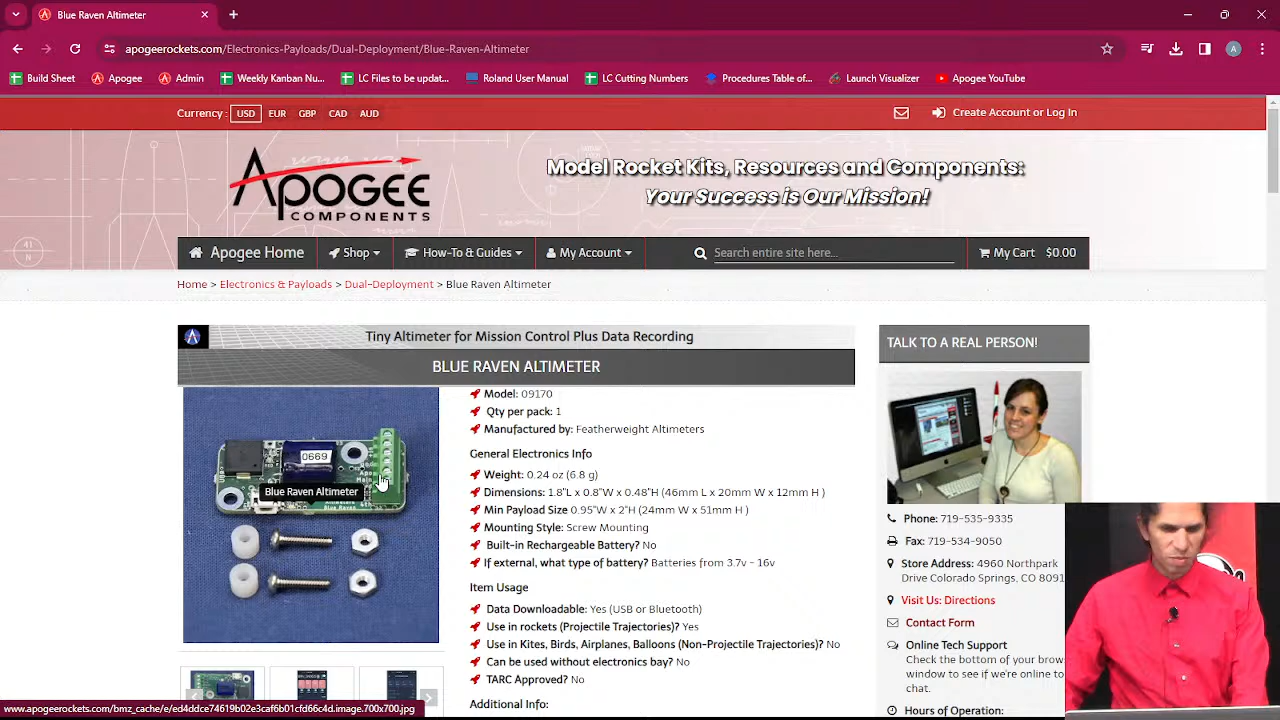 Blue Raven Altimeter
apogeerockets.com/Electronics-Payloads/Dual-Deployment/Blue-Raven-Altimeter
A
Build Sheet
Apogee
Admin
Weekly Kanban Nu...
LC Files to be updat...
Roland User Manual
LC Cutting Numbers
Procedures Table of...
Launch Visualizer
Apogee YouTube
Currency : USD EUR GBP CAD AUD
Create Account or Log In
APOGEE
COMPONENTS
Model Rocket Kits, Resources and Components:
Your Success is Our Mission!
41
N
Apogee Home
Shop
How-To & Guides
My Account
Search entire site here...
My Cart $0.00
Home > Electronics & Payloads > Dual-Deployment > Blue Raven Altimeter
Tiny Altimeter for Mission Control Plus Data Recording
BLUE RAVEN ALTIMETER
0669
Blue Raven Altimeter
Model: 09170
Qty per pack: 1
Manufactured by: Featherweight Altimeters
General Electronics Info
Weight: 0.24 oz (6.8 g)
Dimensions: 1.8"L x 0.8"W x 0.48"H (46mm L x 20mm W x 12mm H )
Min Payload Size 0.95"W x 2"H (24mm W x 51mm H )
Mounting Style: Screw Mounting
Built-in Rechargeable Battery? No
If external, what type of battery? Batteries from 3.7v - 16v
Item Usage
Data Downloadable: Yes (USB or Bluetooth)
Use in rockets (Projectile Trajectories)? Yes
Use in Kites, Birds, Airplanes, Balloons (Non-Projectile Trajectories)? No
Can be used without electronics bay? No
TARC Approved? No
Additional Info:
TALK TO A REAL PERSON!
Phone: 719-535-9335
Fax: 719-534-9050
Store Address: 4960 Northpark
Drive Colorado Springs, CO 8091
Visit Us: Directions
Contact Form
Online Tech Support
Check the bottom of your brow
window to see if we're online to
chat.
Hours of Operation:
www.apogeerockets.com/bmz_cache/e/ed4ddce74619b02e3caf6b01cfd66c4d.image.700x700.jpg